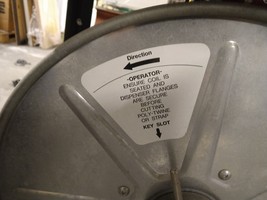 Direction
-OPERATOR-
ENSURE COIL IS
SEATED AND
DISPENSER FLANGES
ARE SECURE
BEFORE
CUTTING
POLY-TWINE
OR STRAP
KEY SLOT